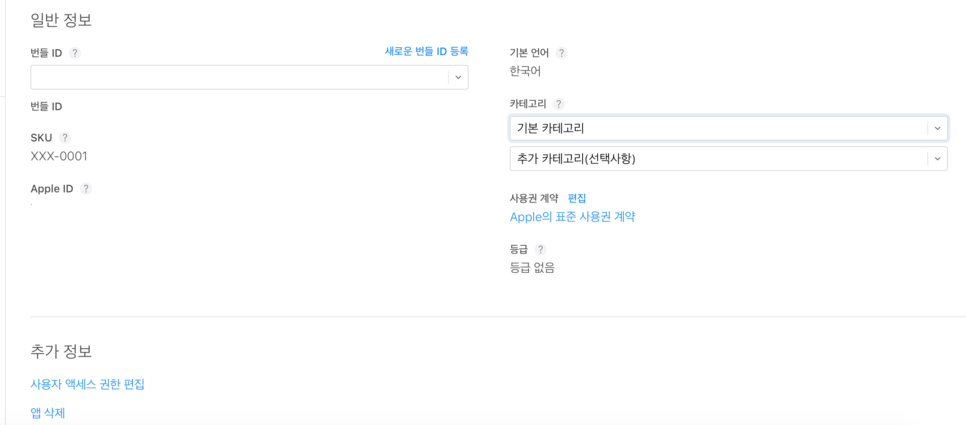 일반 정보
번들 ID ?
새로운 번들 ID 등록
번들 ID
SKU ?
XXX-0001
Apple ID ?
기본 언어 ?
한국어
카테고리 ?
기본 카테고리
추가 카테고리(선택사항)
사용권 계약 편집
Apple의 표준 사용권 계약
등급 ?
등급 없음
추가 정보
사용자 액세스 권한 편집
앱 삭제